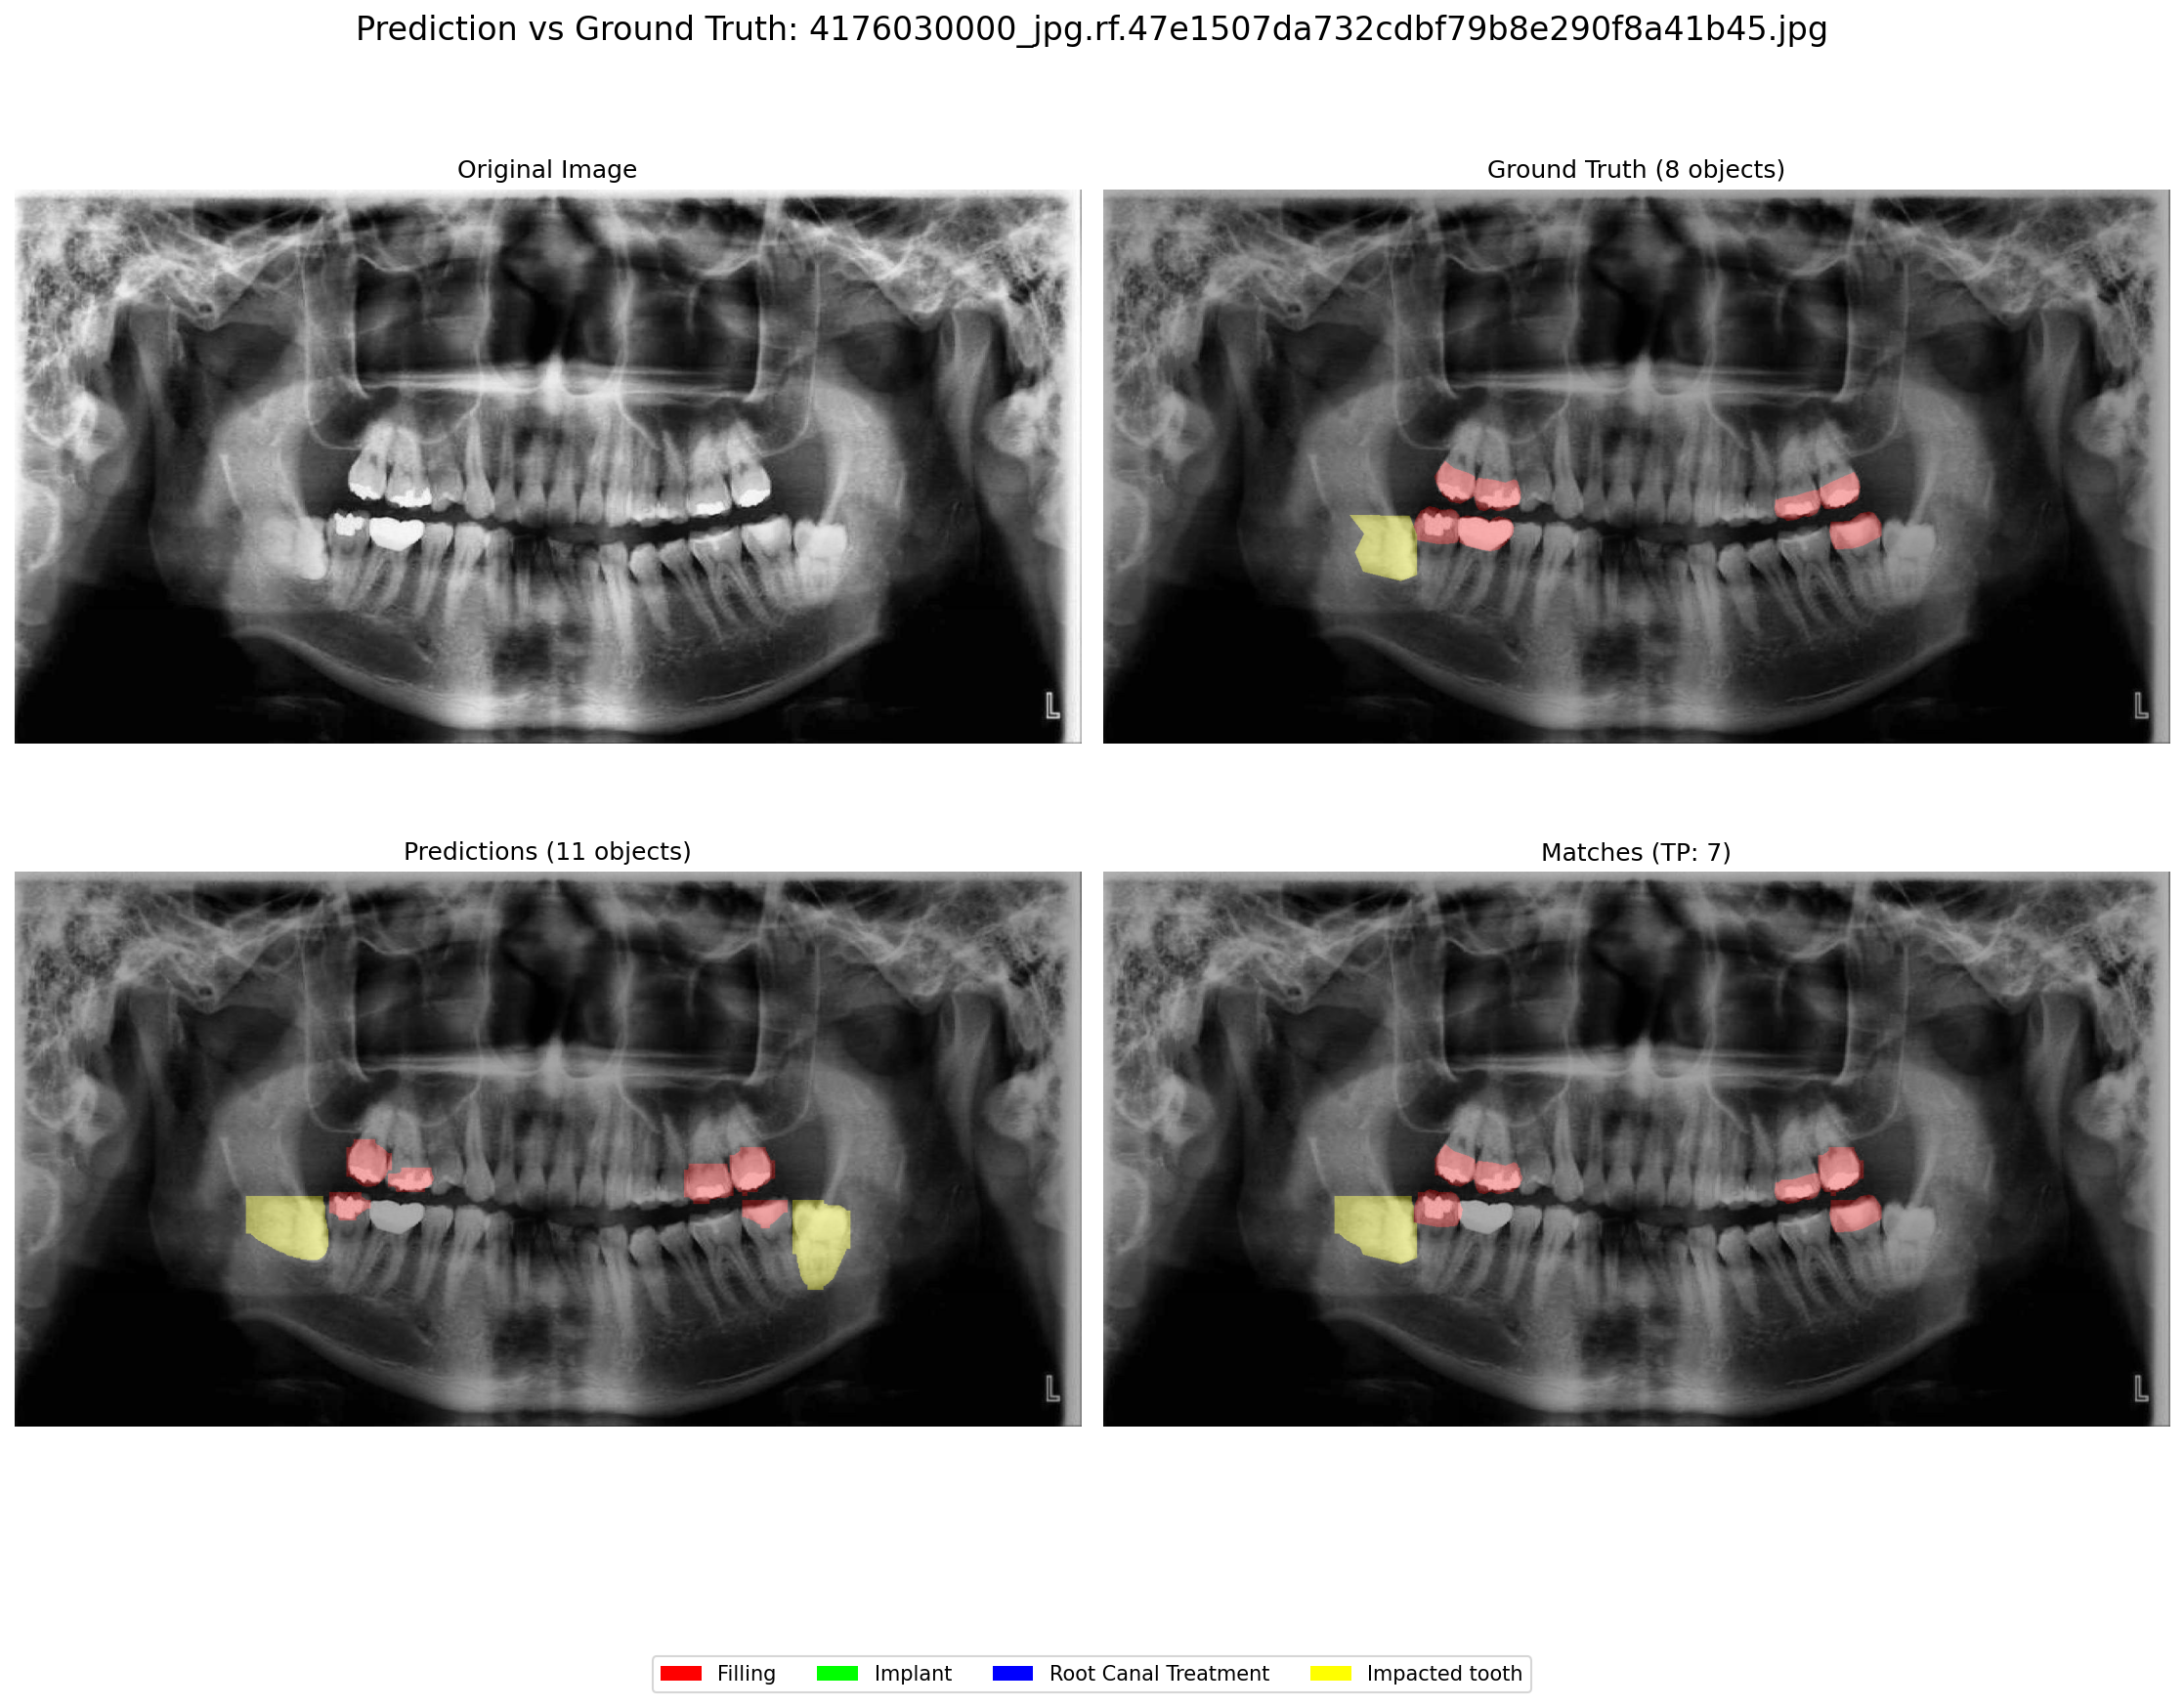 Prediction vs Ground Truth: 4176030000_jpg.rf.47e1507da732cdbf79b8e290f8a41b45.jpg
Original Image
Ground Truth (8 objects)
L
L
Predictions (11 objects)
Matches (TP: 7)
L
L
Filling
Implant
Root Canal Treatment
Impacted tooth